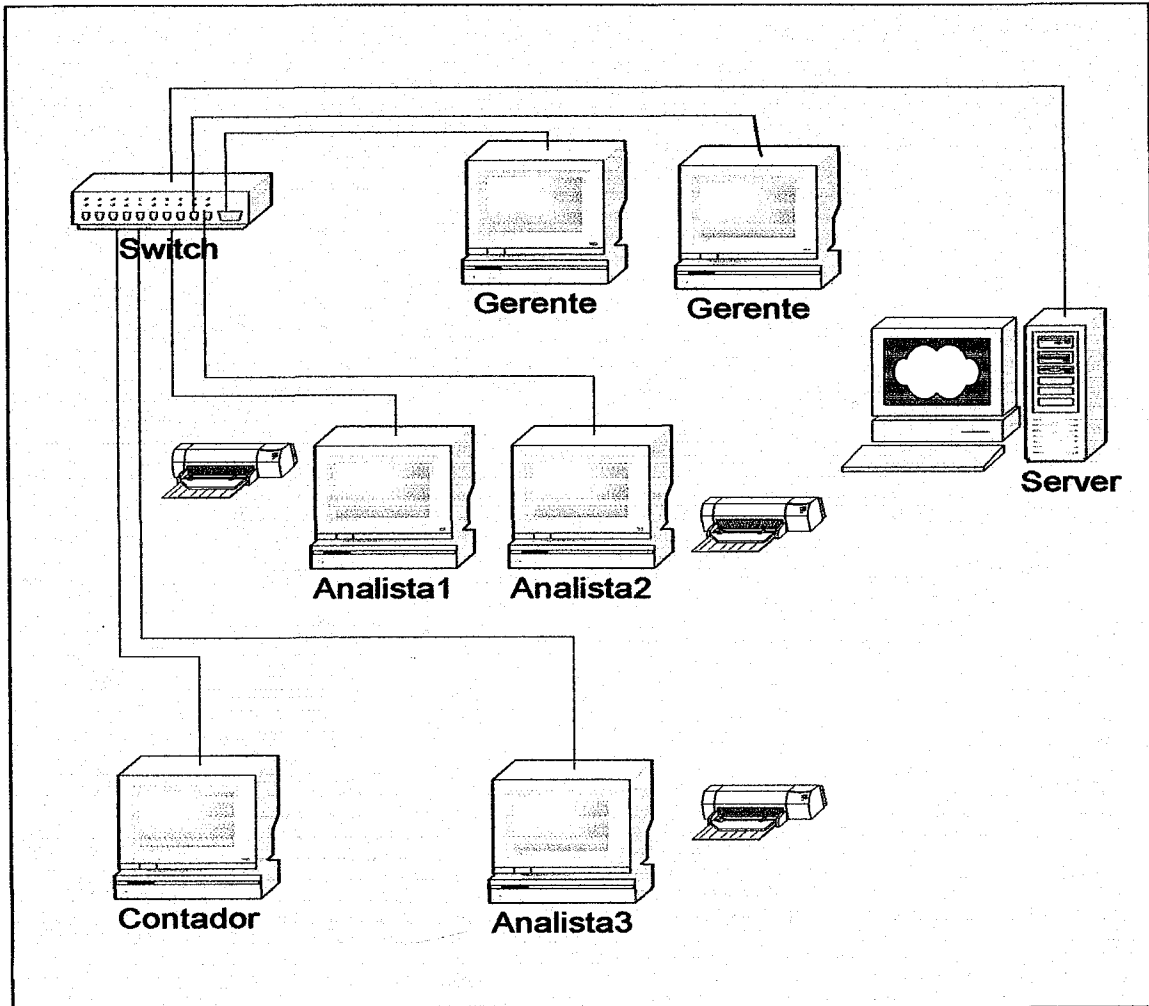 Switch
Gerente
Gerente
Server
Analista1
Analista2
Contador
Analista3